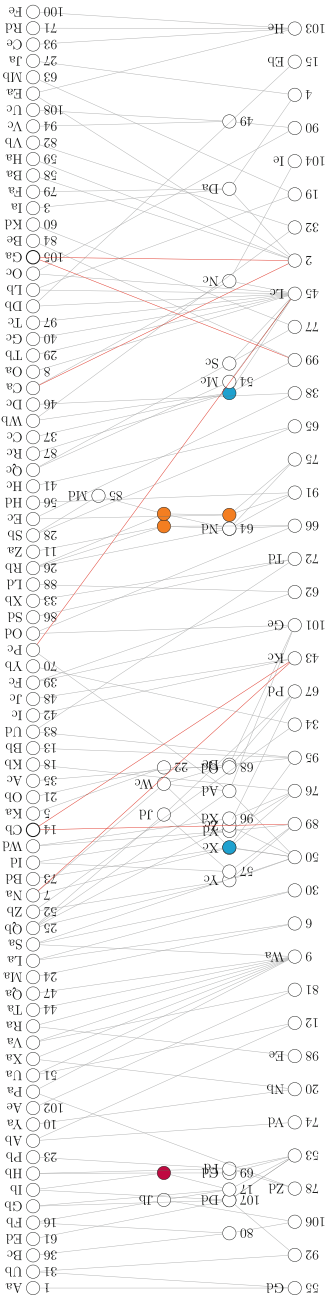 55 Gd
92
106
78 Zd
53
74 Vd
20 Nb
98 Ee
12
81
9 Wa
6
30
50
89
76
95
34
67 Pd
43 Kc
101 Ge
62
72 Td
66
91
75
65
38
99
77
45 Lc
2
32
19
104 Ie
90
4
15 Eb
103 He
80
107 Dd
17
69
Fd
Yc
57
Xc
96 Xd
Ad
68
64 Nd
54 Mc
Sc
Nc
Da
49
Jb
Jd
Wc
22
85 Md
1 Aa
31 Ub
36 Bc
61 Ed
16 Fb
Gb
Ib
Hb
23 Pb
Ab
10 Ya
102 Ae
Pa
51 Ua
Xa
Va
Ra
44 Ta
47 Qa
24 Ma
La
Sa
25 Qb
52 Zb
7 Na
73 Bd
Id
Wd
14 Cb
5 Ka
21 Ob
35 Ac
18 Kb
13 Bb
83 Ud
42 Ic
48 Jc
39 Fc
70 Yb
Pc
Od
86 Sd
33 Xb
88 Ld
26 Rb
11 Za
28 Sb
Ec
56 Hd
41 Hc
Qc
87 Rc
37 Cc
Wb
46 Dc
Ca
8 Oa
29 Tb
40 Gc
97 Tc
Db
Lb
Oc
105 Ga
84 Be
60 Kd
3 Ia
79 Fa
58 Ba
59 Ha
82 Vb
94 Vc
108 Uc
Ea
63 Mb
27 Ja
93 Ce
71 Rd
100 Fe